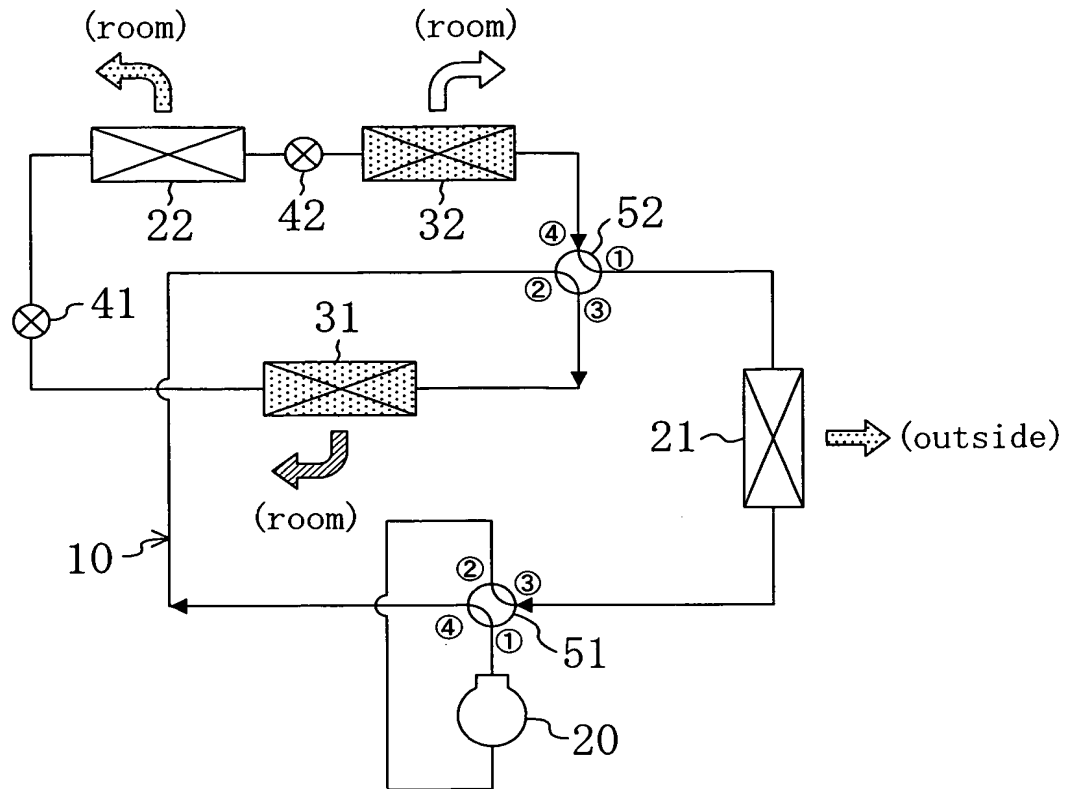 (room) (room)
22 42 32
52
④ ①
② ③
41
31
21 (outside)
(room)
10
② ③
④ ①
51
20